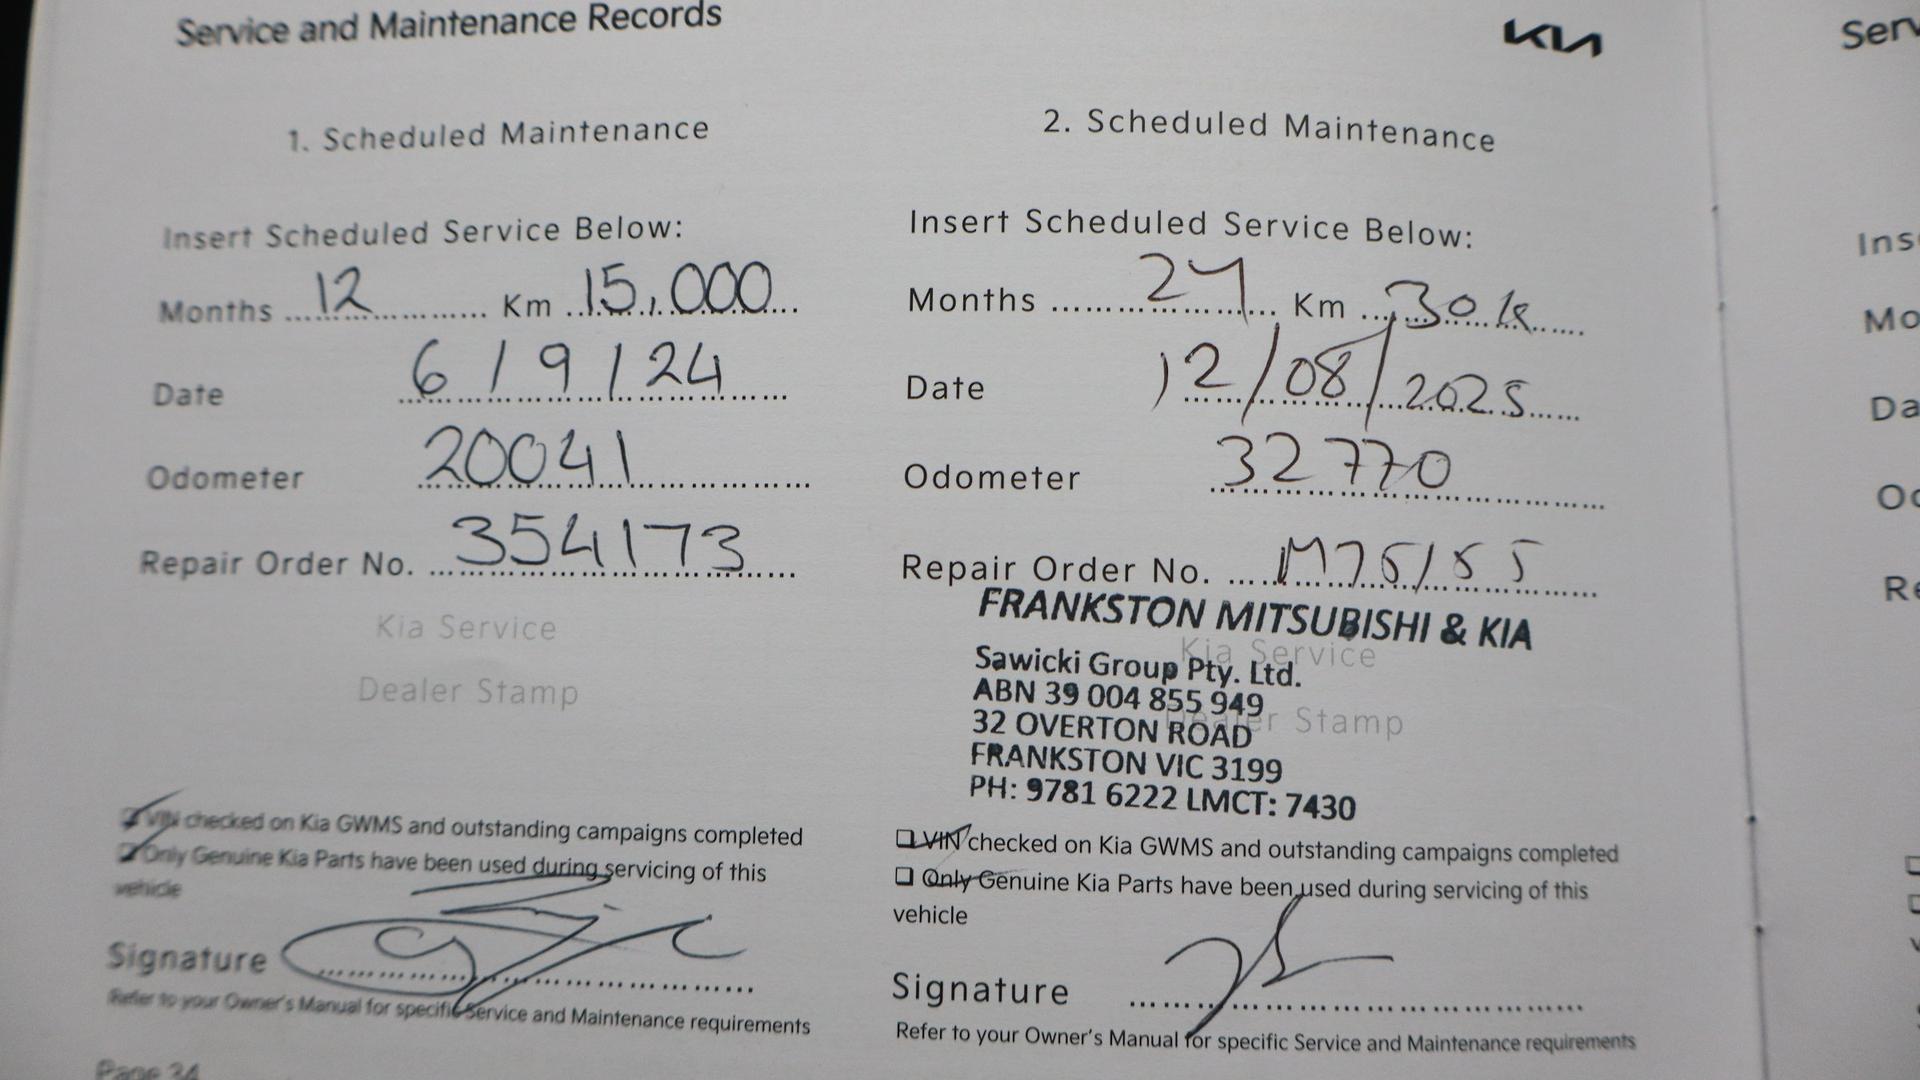 Service and Maintenance Records
KIA
1. Scheduled Maintenance
Insert Scheduled Service Below:
Months 12 Km 15,000
Date 6/9/24
Odometer 20041
Repair Order No. 354173
Kia Service
Dealer Stamp
VIN checked on Kia GWMS and outstanding campaigns completed
Only Genuine Kia Parts have been used during servicing of this
vehicle
Signature
Refer to your Owner's Manual for specific Service and Maintenance requirements
Page 34
2. Scheduled Maintenance
Insert Scheduled Service Below:
Months 24 Km 30k
Date 12/08/2025
Odometer 32770
Repair Order No.
FRANKSTON MITSUBISHI & KIA
Kia Service
Sawicki Group Pty. Ltd.
ABN 39 004 855 949
Dealer Stamp
32 OVERTON ROAD
FRANKSTON VIC 3199
PH: 9781 6222 LMCT: 7430
VIN checked on Kia GWMS and outstanding campaigns completed
Only Genuine Kia Parts have been used during servicing of this
vehicle
Signature
Refer to your Owner's Manual for specific Service and Maintenance requirements